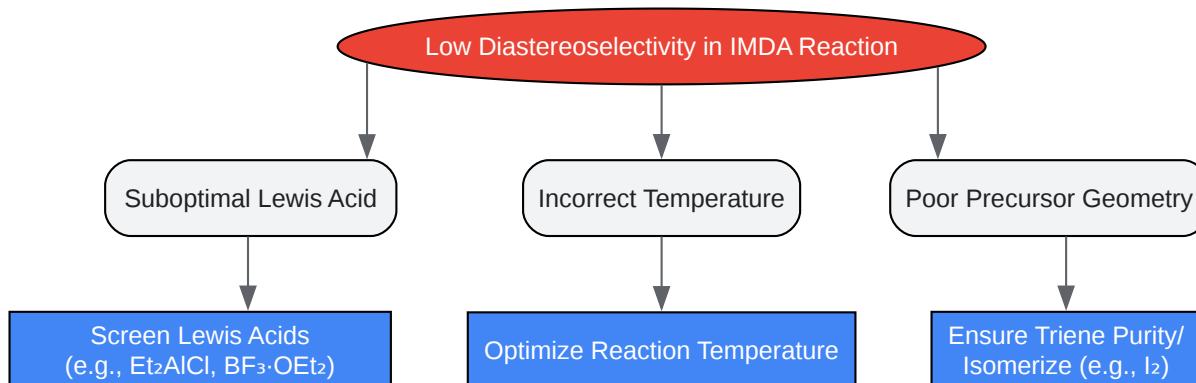 Low Diastereoselectivity in IMDA Reaction
Suboptimal Lewis Acid
Incorrect Temperature
Poor Precursor Geometry
Screen Lewis Acids
(e.g., Et₂AlCl, BF₃·OEt₂)
Optimize Reaction Temperature
Ensure Triene Purity/
Isomerize (e.g., I₂)